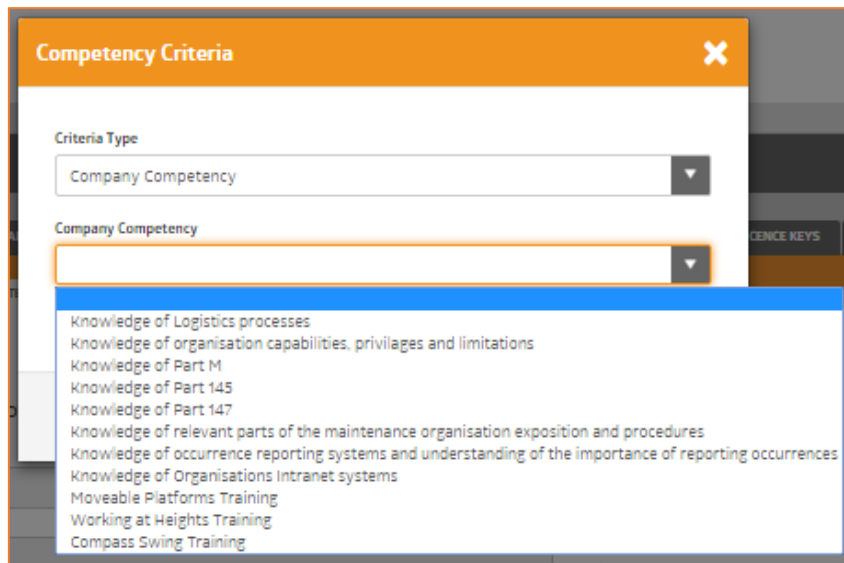 Competency Criteria
Criteria Type
Company Competency
Company Competency
CENCE KEYS
Knowledge of Logistics processes
Knowledge of organisation capabilities, privilages and limitations
Knowledge of Part M
Knowledge of Part 145
Knowledge of Part 147
Knowledge of relevant parts of the maintenance organisation exposition and procedures
Knowledge of occurrence reporting systems and understanding of the importance of reporting occurrences
Knowledge of Organisations Intranet systems
Moveable Platforms Training
Working at Heights Training
Compass Swing Training